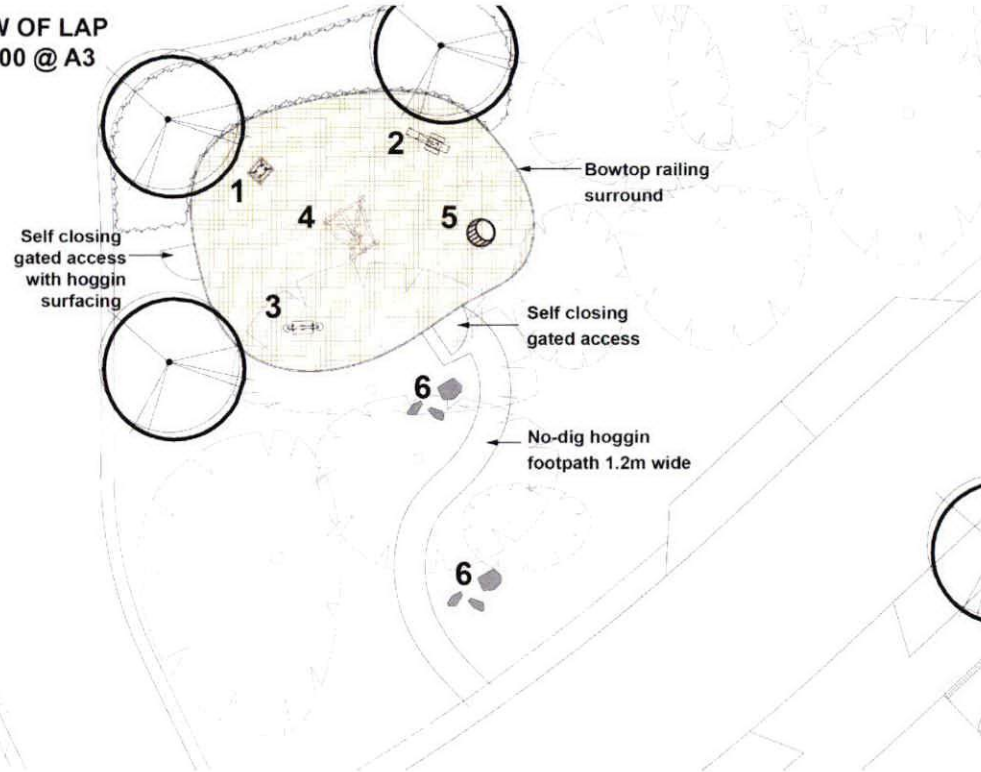 W OF LAP
00 @ A3
2
1
Bowtop railing
surround
4
5
Self closing
gated access
with hoggin
surfacing
3
Self closing
gated access
6
No-dig hoggin
footpath 1.2m wide
6